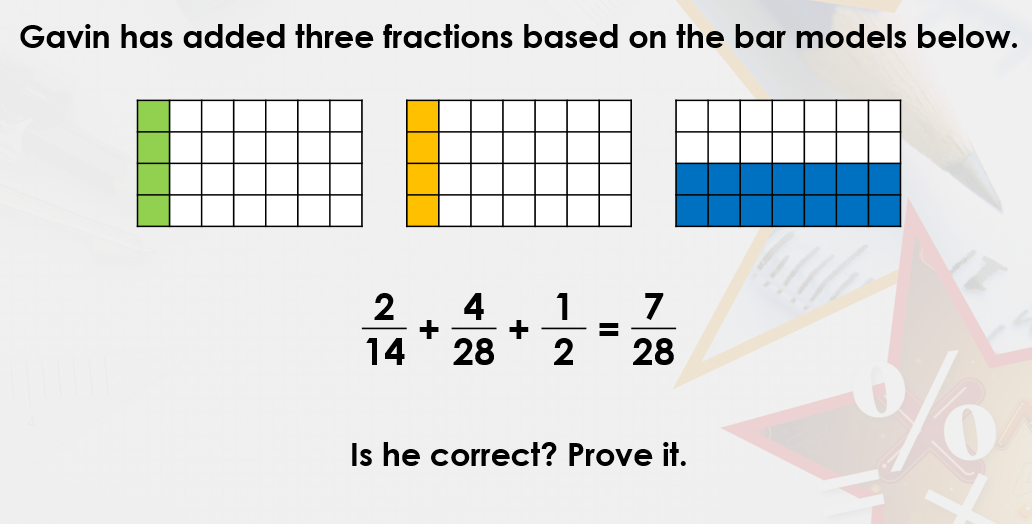 Gavin has added three fractions based on the bar models below.
2/14 + 4/28 + 1/2 = 7/28
Is he correct? Prove it.
%